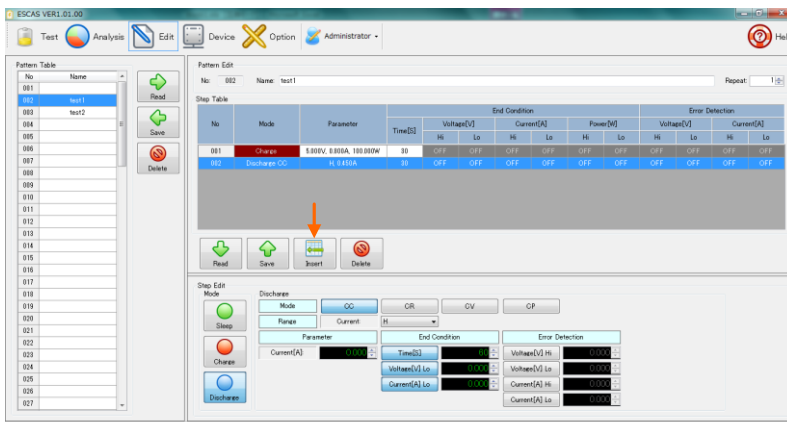 ESCAS VER1.01.00
Test Analysis Edit Device Option Administrator Hel
Pattern Table
No Name
001
002 test1
003 test2
004
005
006
007
008
009
010
011
012
013
014
015
016
017
018
019
020
021
022
023
024
025
026
027
Read
Save
Delete
Pattern Edit
No: 002 Name: test1 Repeat: 1
Step Table
No Mode Parameter Time[S] End Condition Error Detection
Voltage[V] Current[A] Power[W] Voltage[V] Current[A]
Hi Lo Hi Lo Hi Lo Hi Lo Hi Lo
001 Charge 5.000V, 0.800A, 100.000W 30 OFF OFF OFF OFF OFF OFF OFF OFF OFF OFF
002 Discharge CC H, 0.450A 30 OFF OFF OFF OFF OFF OFF OFF OFF OFF OFF
Read Save Insert Delete
Step Edit
Mode
Sleep
Charge
Discharge
Discharge
Mode CC CR CV CP
Range Current: H
Parameter End Condition Error Detection
Current[A]: 0.000 Time[S] 60 Voltage[V] Hi 0.000
Voltage[V] Lo 0.000 Voltage[V] Lo 0.000
Current[A] Lo 0.000 Current[A] Hi 0.000
Current[A] Lo 0.000